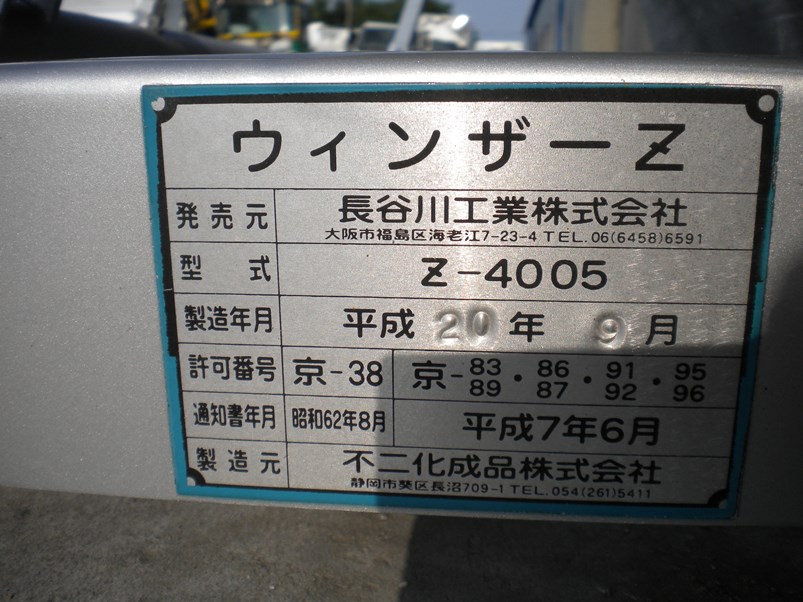 ウィンザーZ
発売元 長谷川工業株式会社
大阪市福島区海老江7-23-4 TEL.06(6458)6591
型式 Z-4005
製造年月 平成20年9月
許可番号 京-38 京-83・86・91・95
89・87・92・96
通知書年月 昭和62年8月 平成7年6月
製造元 不二化成品株式会社
静岡市葵区長沼709-1 TEL.054(261)5411